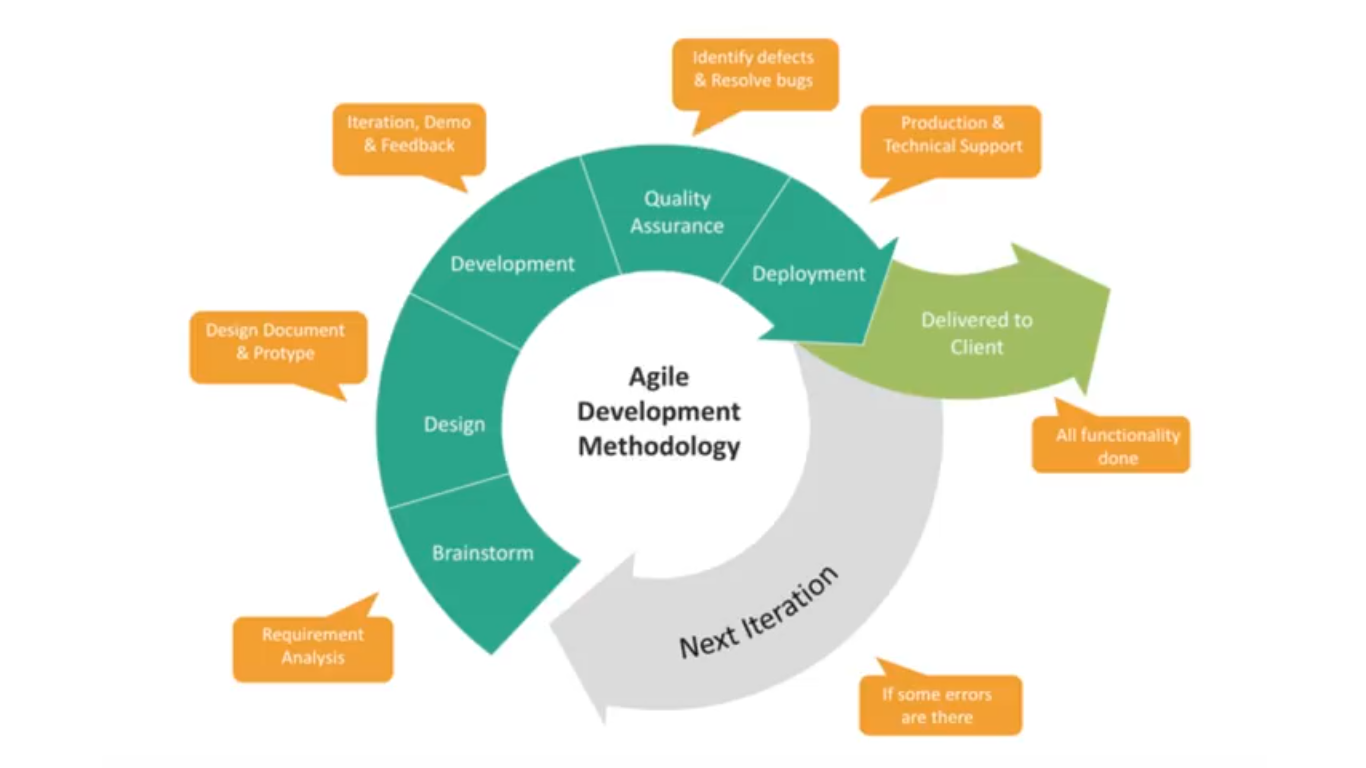 Identify defects
& Resolve bugs
Iteration, Demo
& Feedback
Production &
Technical Support
Quality
Assurance
Development
Deployment
Design Document
& Protype
Delivered to
Client
Agile
Development
Methodology
Design
All functionality
done
Brainstorm
Next Iteration
Requirement
Analysis
If some errors
are there